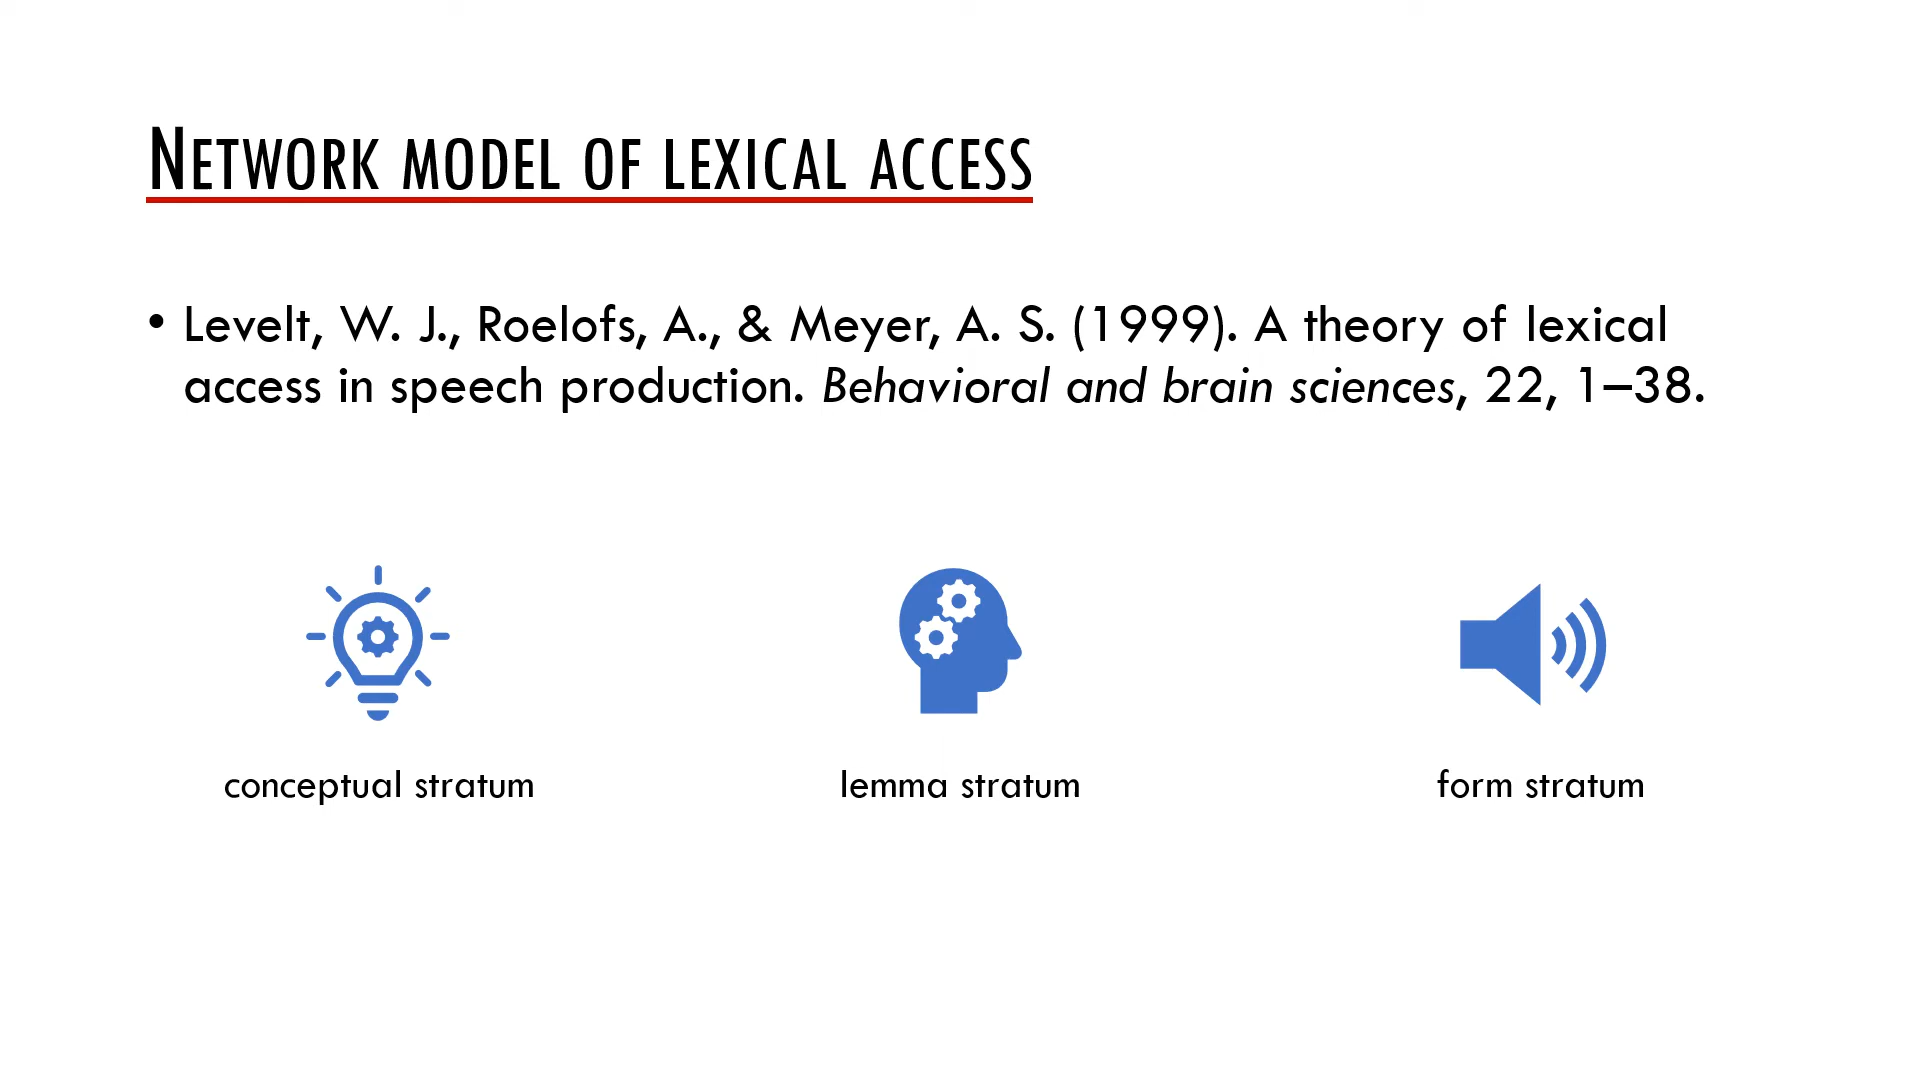 NETWORK MODEL OF LEXICAL ACCESS
• Levelt, W. J., Roelofs, A., & Meyer, A. S. (1999). A theory of lexical
access in speech production. Behavioral and brain sciences, 22, 1–38.
conceptual stratum
lemma stratum
form stratum